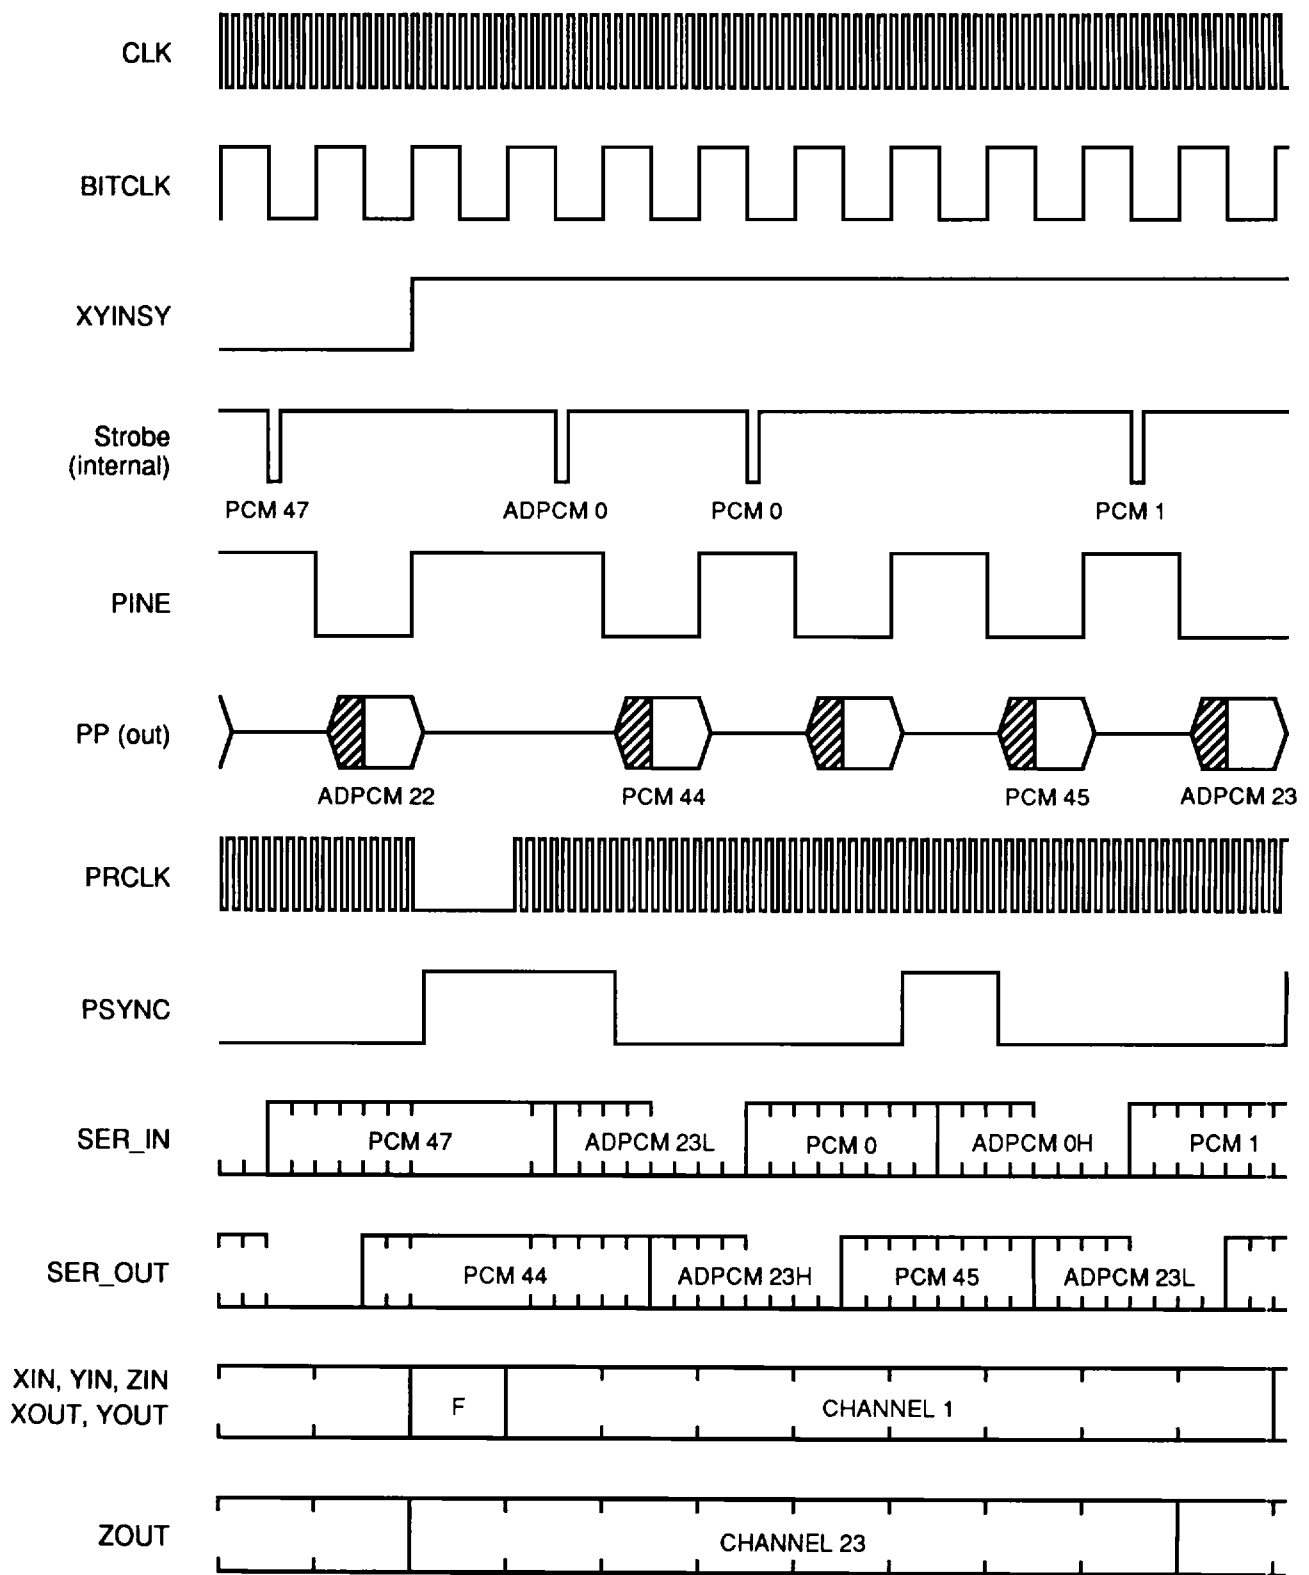 CLK
BITCLK
XYINSY
Strobe
(internal)
PCM 47
ADPCM 0
PCM 0
PCM 1
PINE
PP (out)
ADPCM 22
PCM 44
PCM 45
ADPCM 23
PRCLK
PSYNC
SER_IN
PCM 47
ADPCM 23L
PCM 0
ADPCM 0H
PCM 1
SER_OUT
PCM 44
ADPCM 23H
PCM 45
ADPCM 23L
XIN, YIN, ZIN
XOUT, YOUT
F
CHANNEL 1
ZOUT
CHANNEL 23